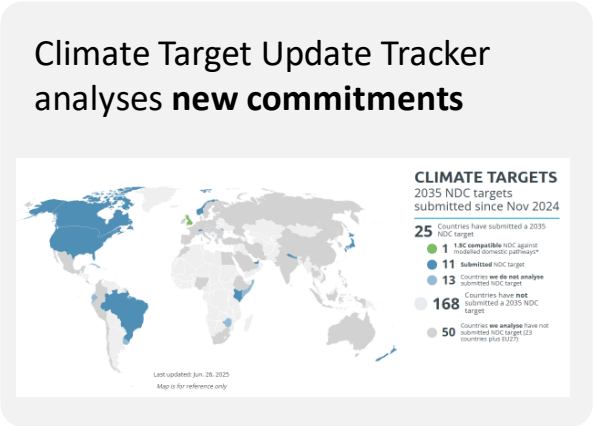 Climate Target Update Tracker
analyses new commitments
CLIMATE TARGETS
2035 NDC targets
submitted since Nov 2024
25 Countries have submitted a 2035
NDC target
1 1.5C compatible NDC against
modelled domestic pathways*
11 Submitted NDC target
13 Countries we do not analyse
submitted NDC target
168 Countries have not
submitted a 2035 NDC
target
50 Countries we analyse have not
submitted NDC target (23
countries plus EU27)
Last updated: Jun. 26, 2025
Map is for reference only